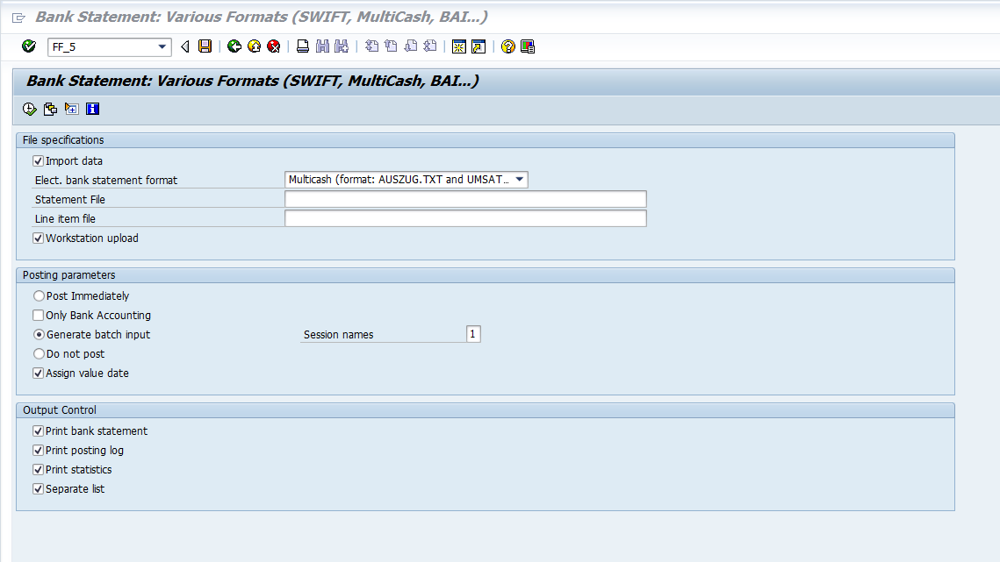 Bank Statement: Various Formats (SWIFT, MultiCash, BAI...)
FF_5
Bank Statement: Various Formats (SWIFT, MultiCash, BAI...)
File specifications
Import data
Elect. bank statement format Multicash (format: AUSZUG.TXT and UMSAT...
Statement File
Line item file
Workstation upload
Posting parameters
Post Immediately
Only Bank Accounting
Generate batch input Session names 1
Do not post
Assign value date
Output Control
Print bank statement
Print posting log
Print statistics
Separate list